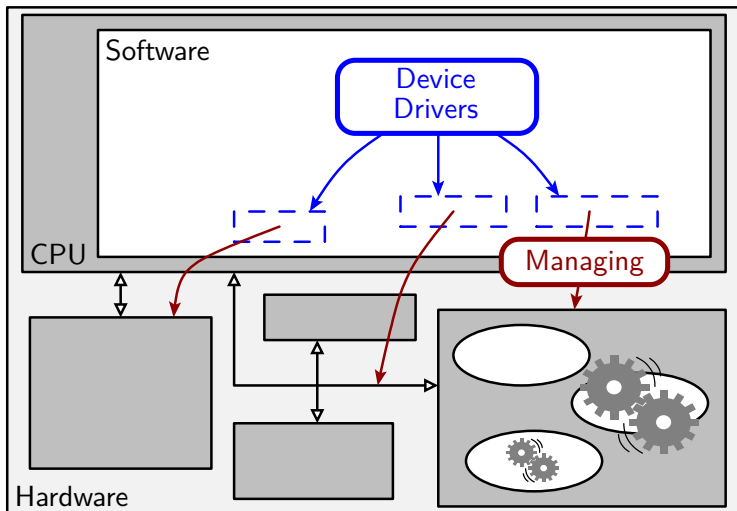 Software
Device
Drivers
CPU
Managing
Hardware